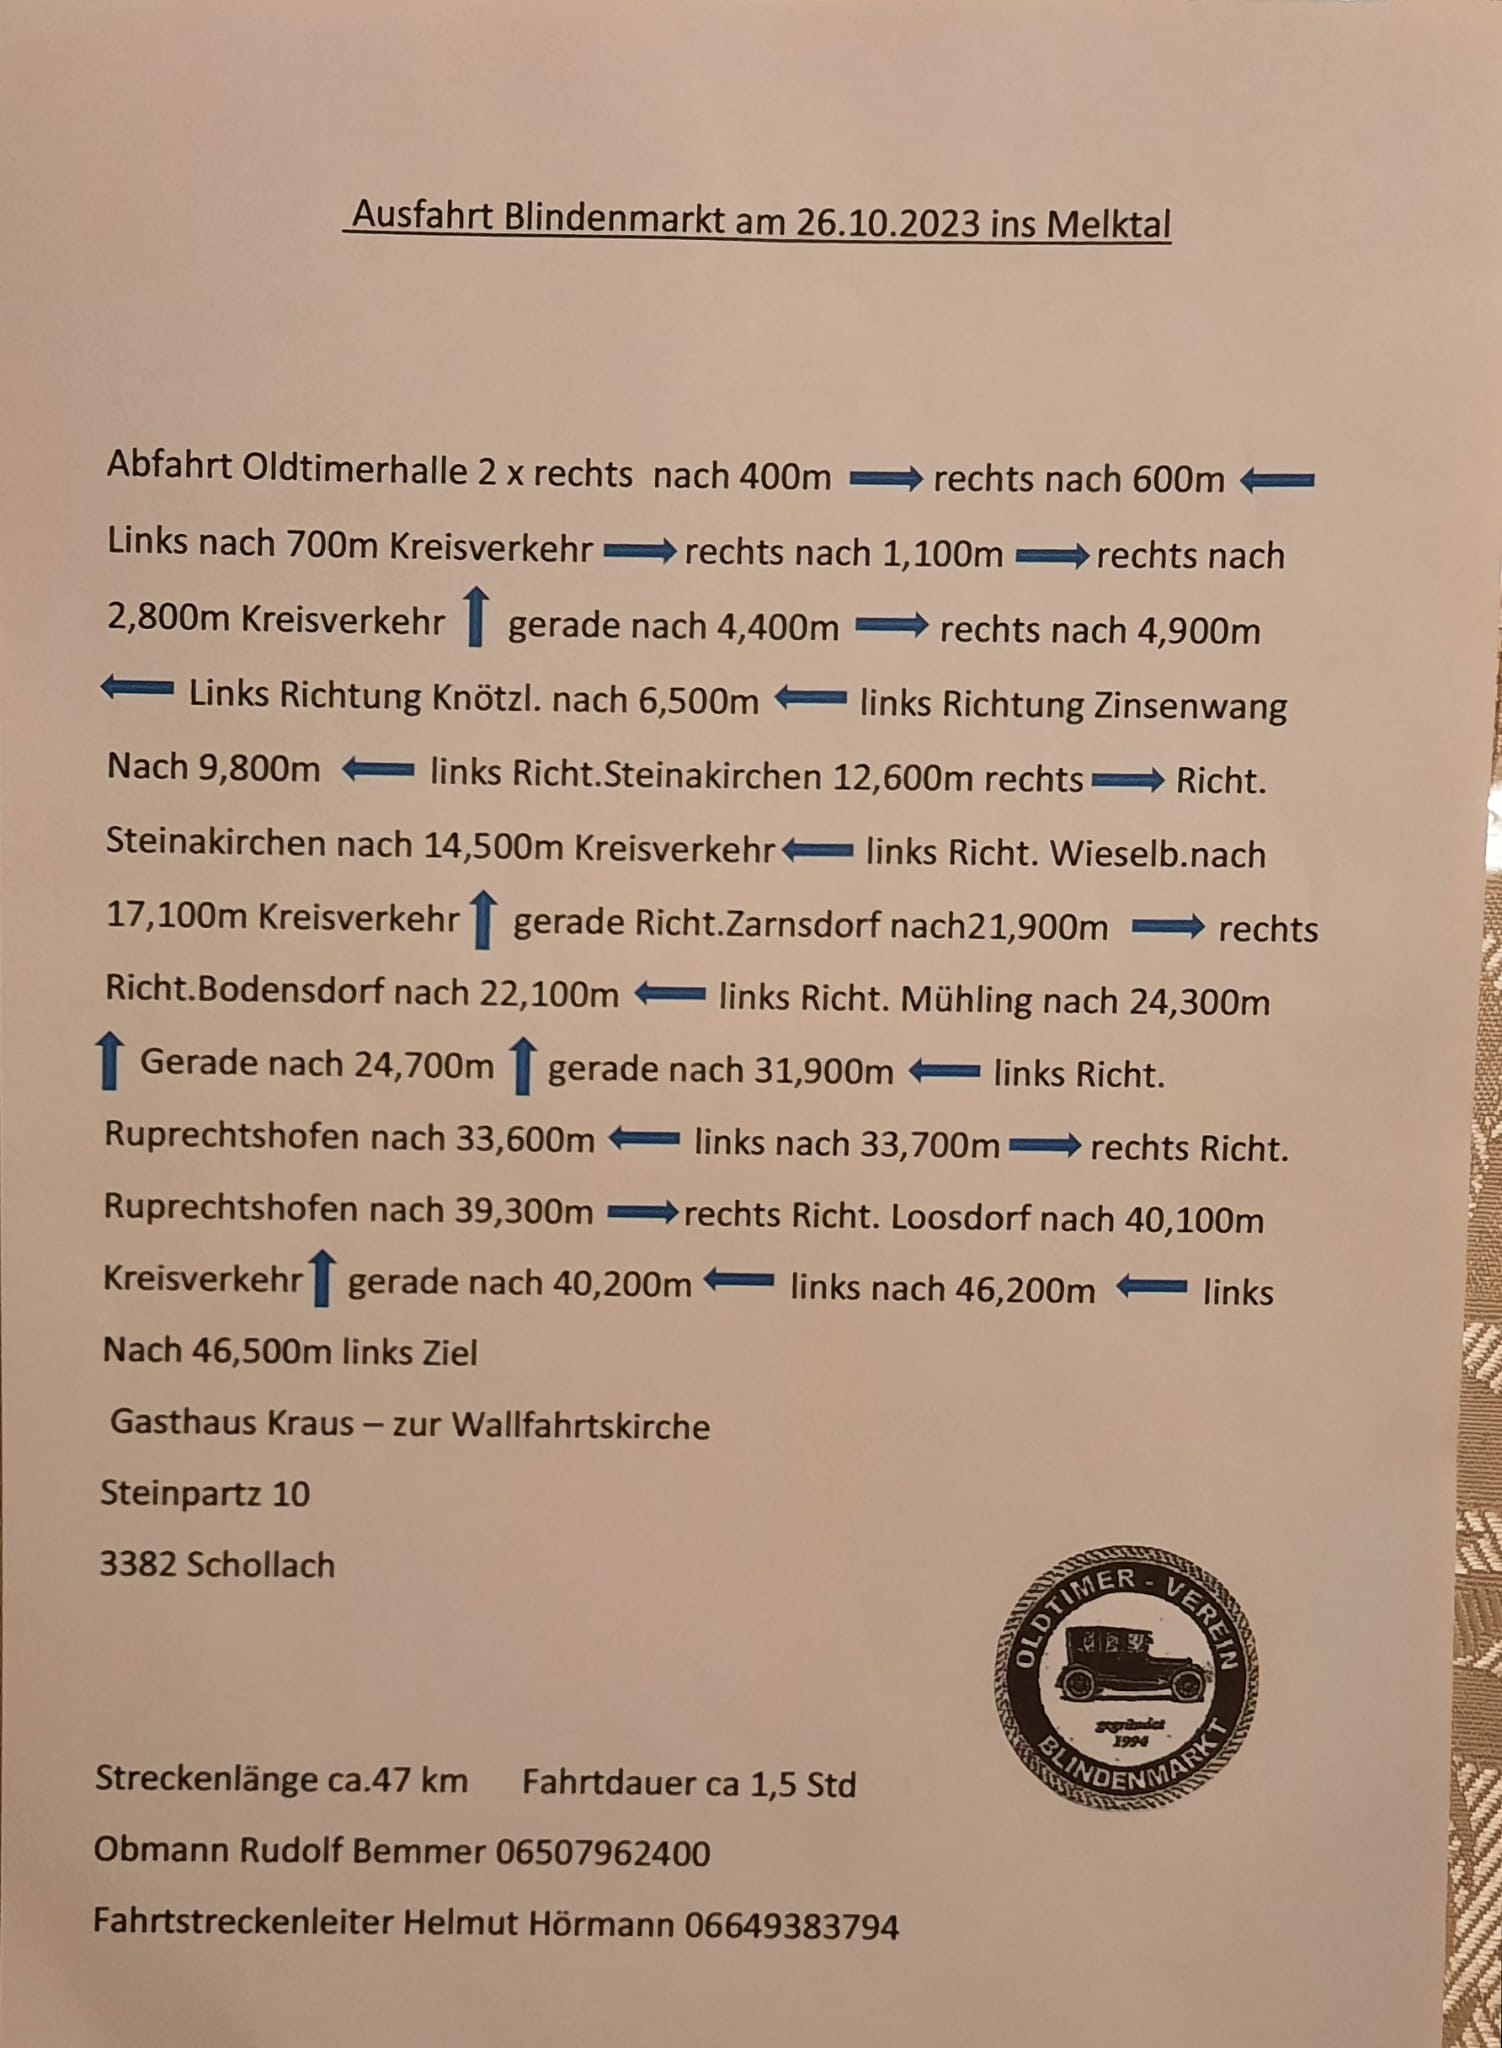 Ausfahrt Blindenmarkt am 26.10.2023 ins Melktal
Abfahrt Oldtimerhalle 2 x rechts nach 400m → rechts nach 600m ←
Links nach 700m Kreisverkehr → rechts nach 1,100m → rechts nach
2,800m Kreisverkehr ↑ gerade nach 4,400m → rechts nach 4,900m
← Links Richtung Knötzl. nach 6,500m ← links Richtung Zinsenwang
Nach 9,800m ← links Richt.Steinakirchen 12,600m rechts → Richt.
Steinakirchen nach 14,500m Kreisverkehr ← links Richt. Wieselb.nach
17,100m Kreisverkehr ↑ gerade Richt.Zarnsdorf nach21,900m → rechts
Richt.Bodensdorf nach 22,100m ← links Richt. Mühling nach 24,300m
↑ Gerade nach 24,700m ↑ gerade nach 31,900m ← links Richt.
Ruprechtshofen nach 33,600m ← links nach 33,700m → rechts Richt.
Ruprechtshofen nach 39,300m → rechts Richt. Loosdorf nach 40,100m
Kreisverkehr ↑ gerade nach 40,200m ← links nach 46,200m ← links
Nach 46,500m links Ziel
Gasthaus Kraus – zur Wallfahrtskirche
Steinpartz 10
3382 Schollach
OLDTIMER - VEREIN
gegründet
1994
BLINDENMARKT
Streckenlänge ca.47 km Fahrtdauer ca 1,5 Std
Obmann Rudolf Bemmer 06507962400
Fahrtstreckenleiter Helmut Hörmann 06649383794